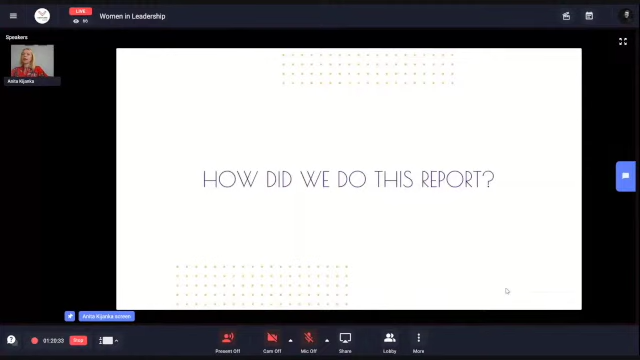 LIVE
66
Women in Leadership
Speakers
Anita Kijanka
HOW DID WE DO THIS REPORT?
Anita Kijanka screen
01:20:33
Stop
Present Off
Cam Off
Mic Off
Share
Lobby
More